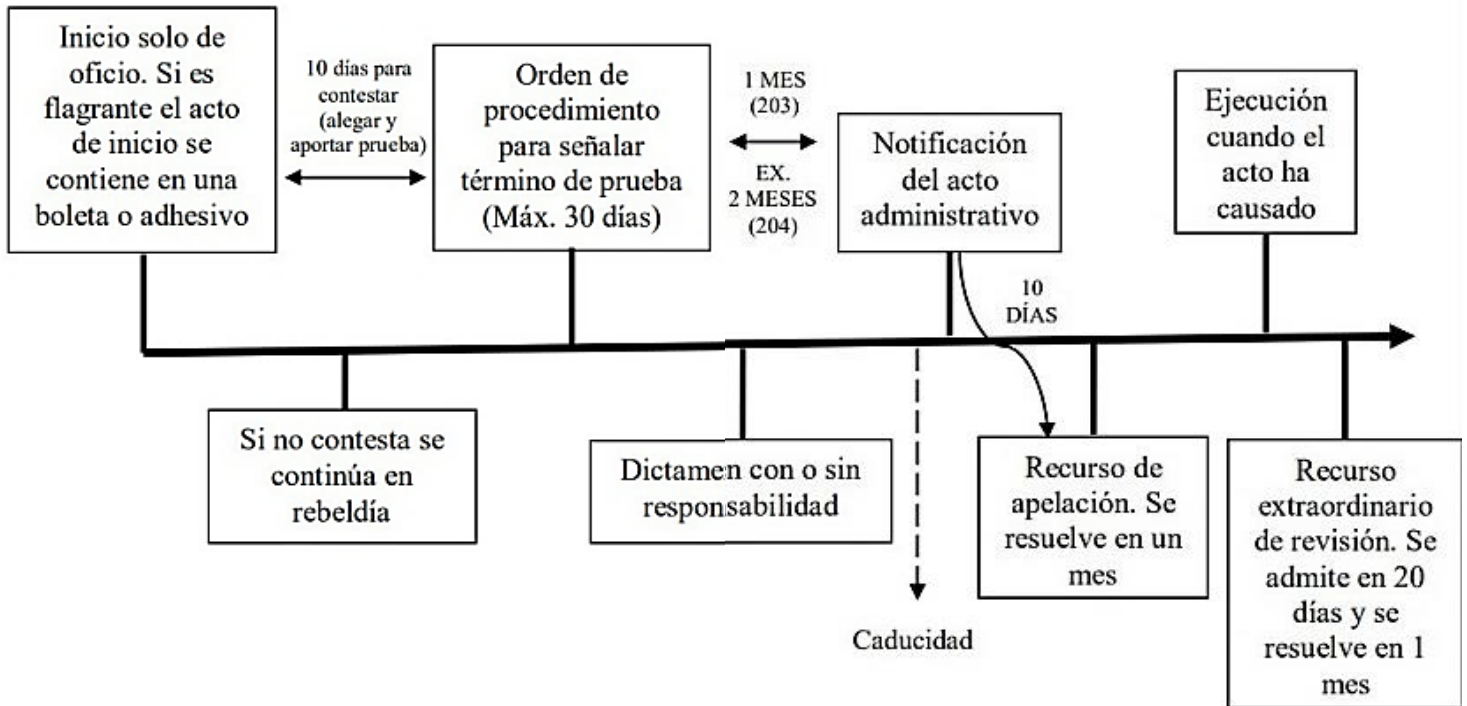 Inicio solo de
oficio. Si es
flagrante el acto
de inicio se
contiene en una
boleta o adhesivo
10 días para
contestar
(alegar y
aportar prueba)
Orden de
procedimiento
para señalar
término de prueba
(Máx. 30 días)
1 MES
(203)
EX.
2 MESES
(204)
Notificación
del acto
administrativo
Ejecución
cuando el
acto ha
causado
10
DÍAS
Si no contesta se
continúa en
rebeldía
Dictamen con o sin
responsabilidad
Caducidad
Recurso de
apelación. Se
resuelve en un
mes
Recurso
extraordinario
de revisión. Se
admite en 20
días y se
resuelve en 1
mes